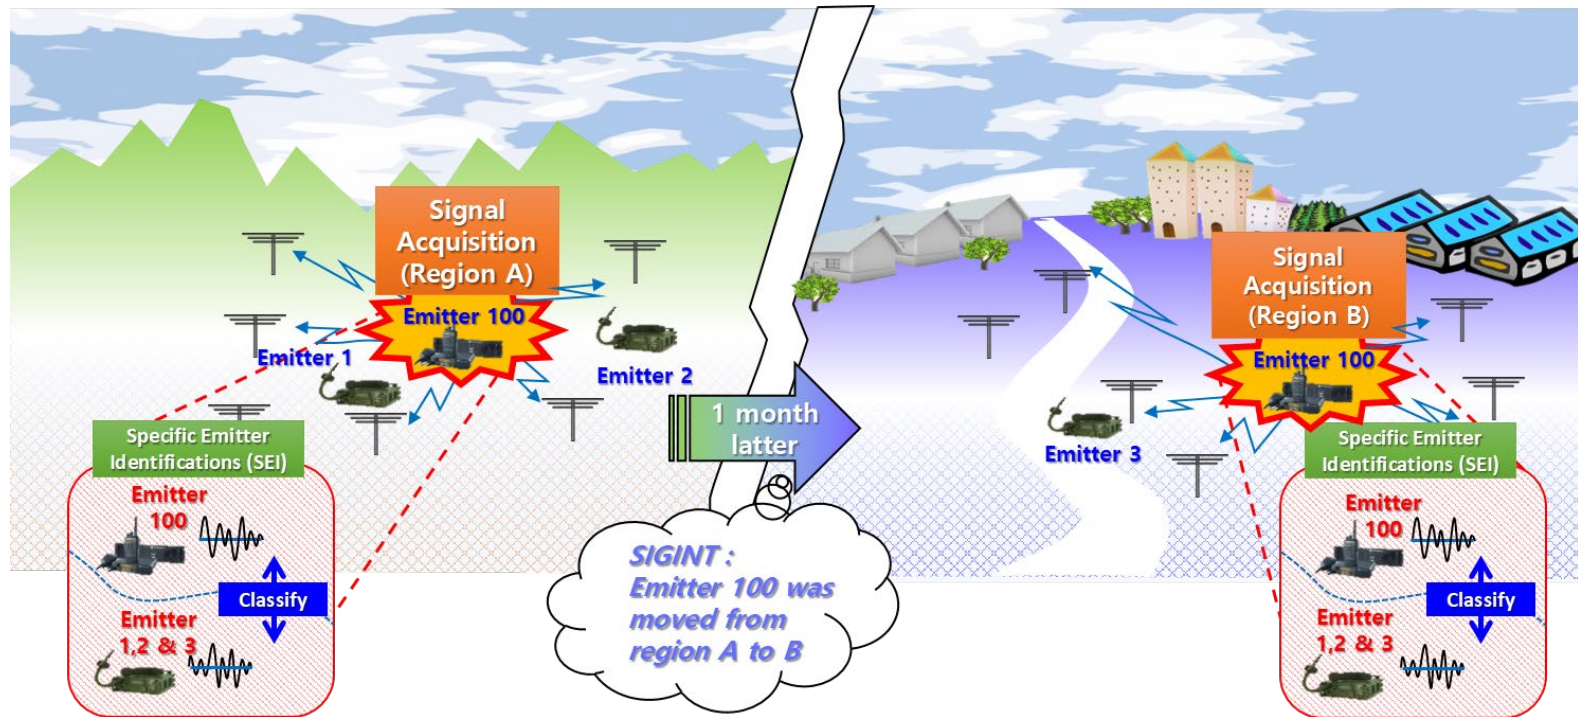 Signal
Acquisition
(Region A)
Emitter 100
Emitter 1
Emitter 2
Specific Emitter
Identifications (SEI)
Emitter
100
Classify
Emitter
1,2 & 3
1 month
latter
SIGINT :
Emitter 100 was
moved from
region A to B
Signal
Acquisition
(Region B)
Emitter 100
Emitter 3
Specific Emitter
Identifications (SEI)
Emitter
100
Classify
Emitter
1,2 & 3